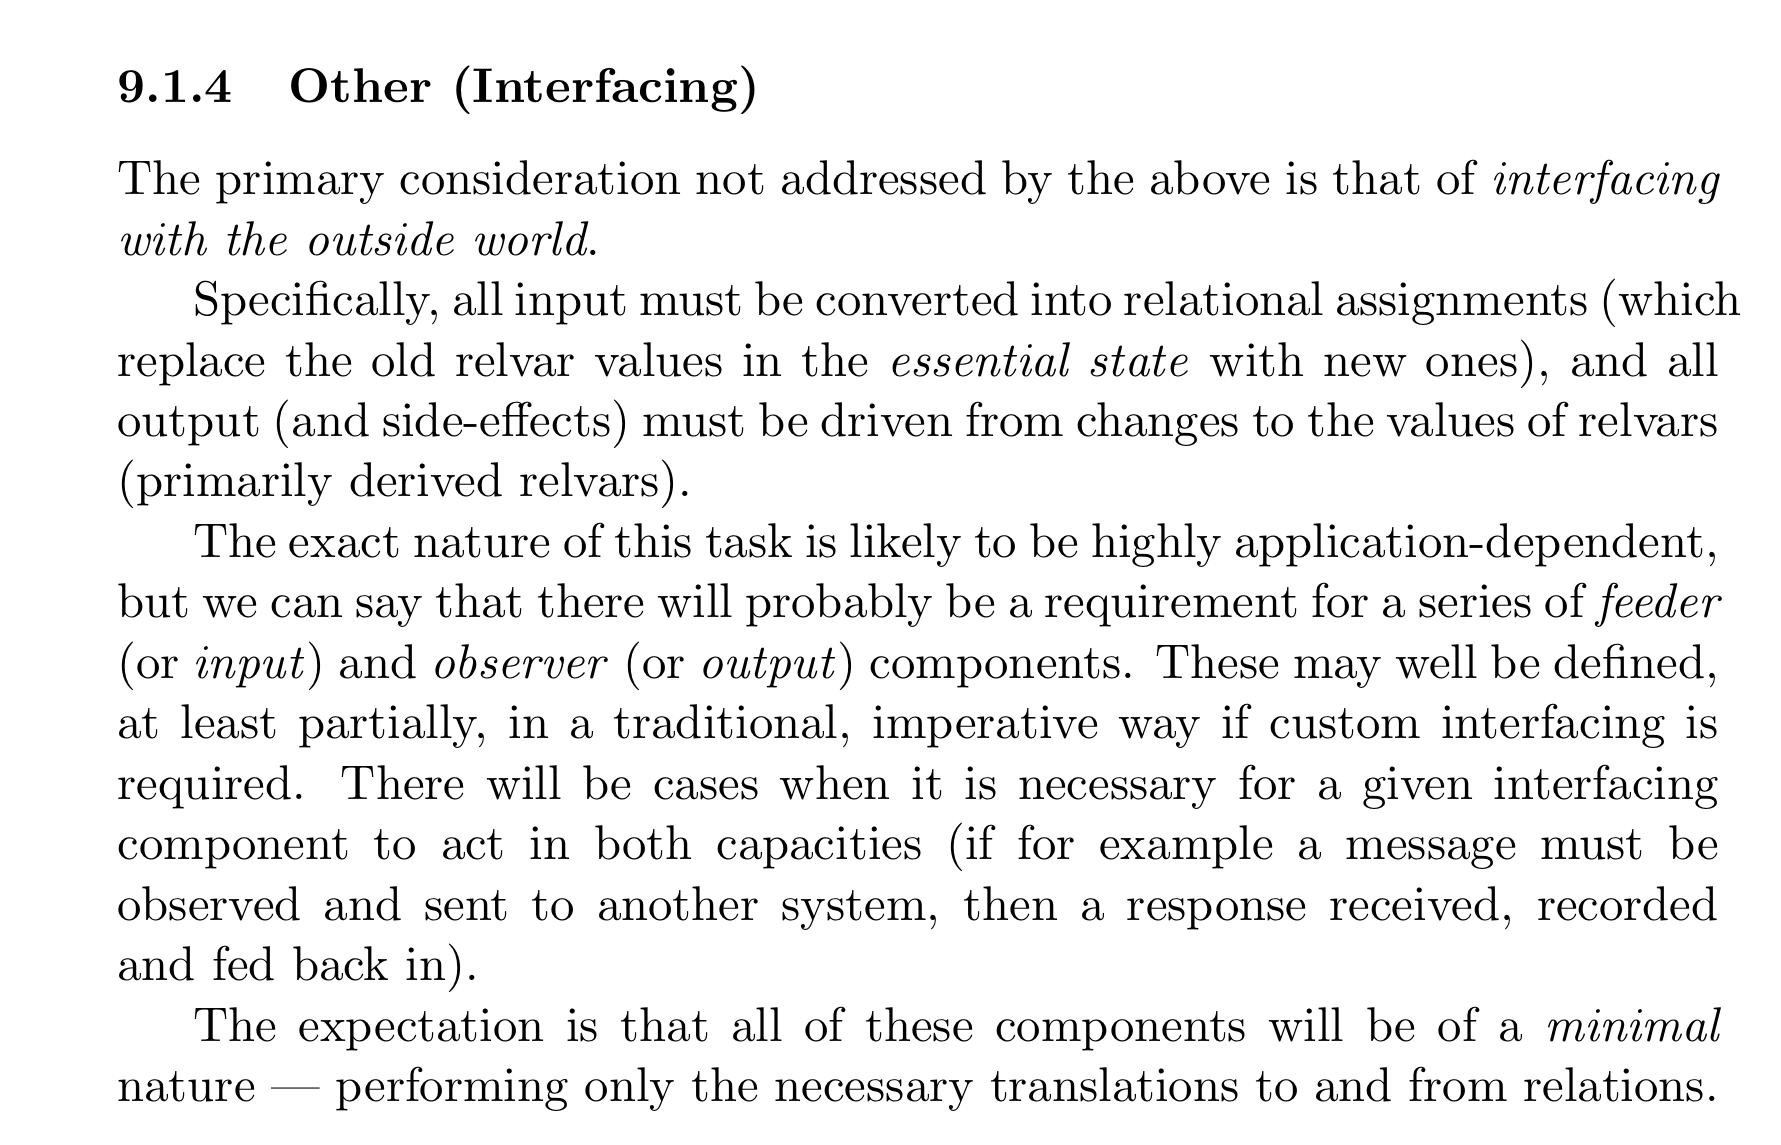 9.1.4 Other (Interfacing)
The primary consideration not addressed by the above is that of interfacing
with the outside world.
Specifically, all input must be converted into relational assignments (which
replace the old relvar values in the essential state with new ones), and all
output (and side-effects) must be driven from changes to the values of relvars
(primarily derived relvars).
The exact nature of this task is likely to be highly application-dependent,
but we can say that there will probably be a requirement for a series of feeder
(or input) and observer (or output) components. These may well be defined,
at least partially, in a traditional, imperative way if custom interfacing is
required. There will be cases when it is necessary for a given interfacing
component to act in both capacities (if for example a message must be
observed and sent to another system, then a response received, recorded
and fed back in).
The expectation is that all of these components will be of a minimal
nature — performing only the necessary translations to and from relations.